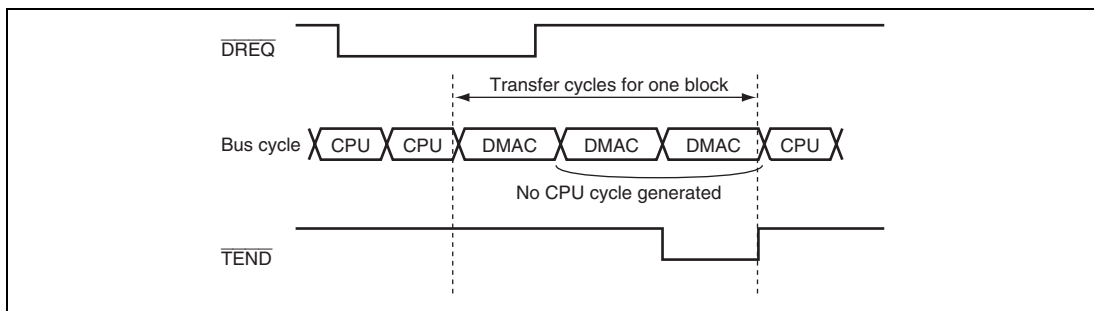 DREQ
Transfer cycles for one block
Bus cycle CPU CPU DMAC DMAC DMAC CPU
No CPU cycle generated
TEND